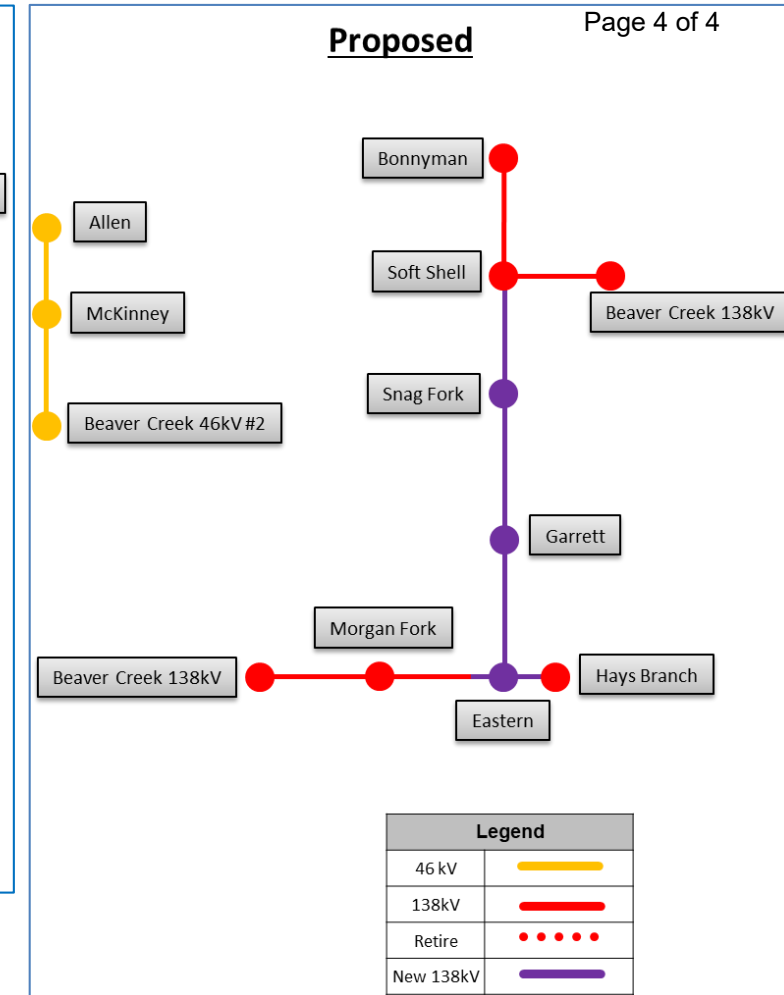 Page 4 of 4
Proposed
Bonnyman
Allen
Soft Shell
McKinney
Beaver Creek 138kV
Snag Fork
Beaver Creek 46kV #2
Garrett
Morgan Fork
Beaver Creek 138kV
Hays Branch
Eastern
Legend
46 kV
138kV
Retire
New 138kV